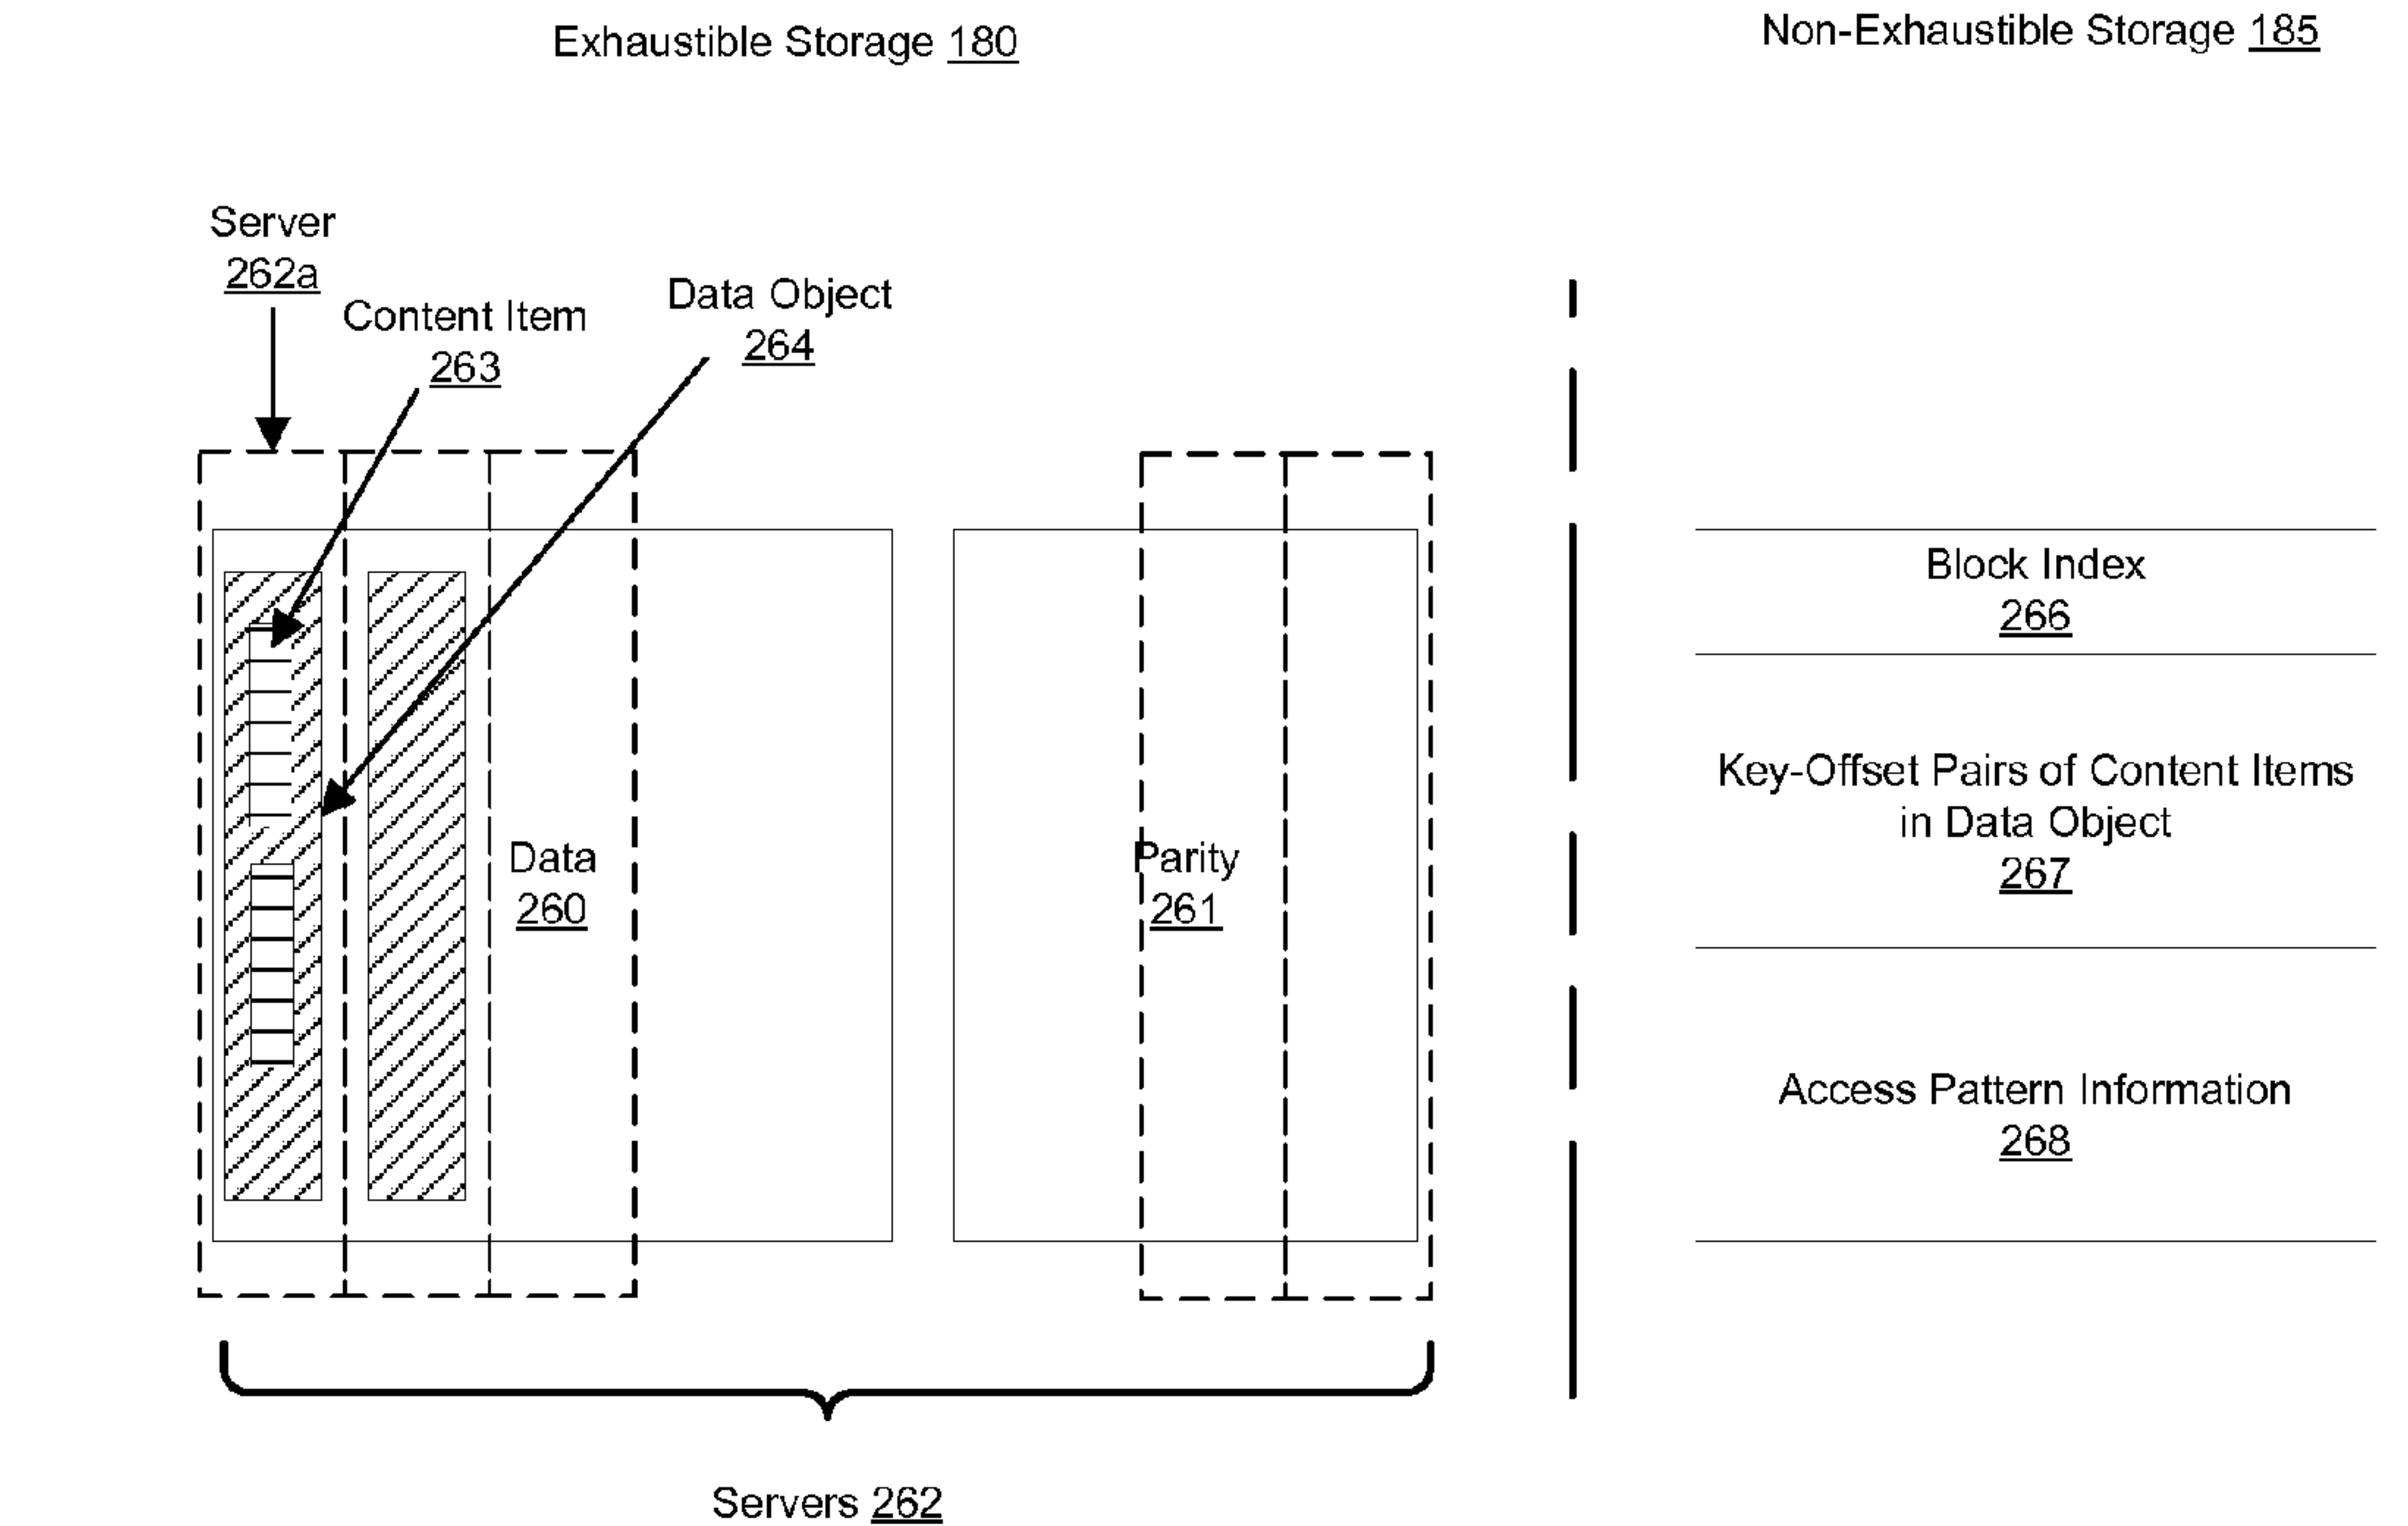 Exhaustible Storage 180
Non-Exhaustible Storage 185
Server
262a
Content Item
263
Data Object
264
Data
260
Parity
261
Servers 262
Block Index
266
Key-Offset Pairs of Content Items
in Data Object
267
Access Pattern Information
268